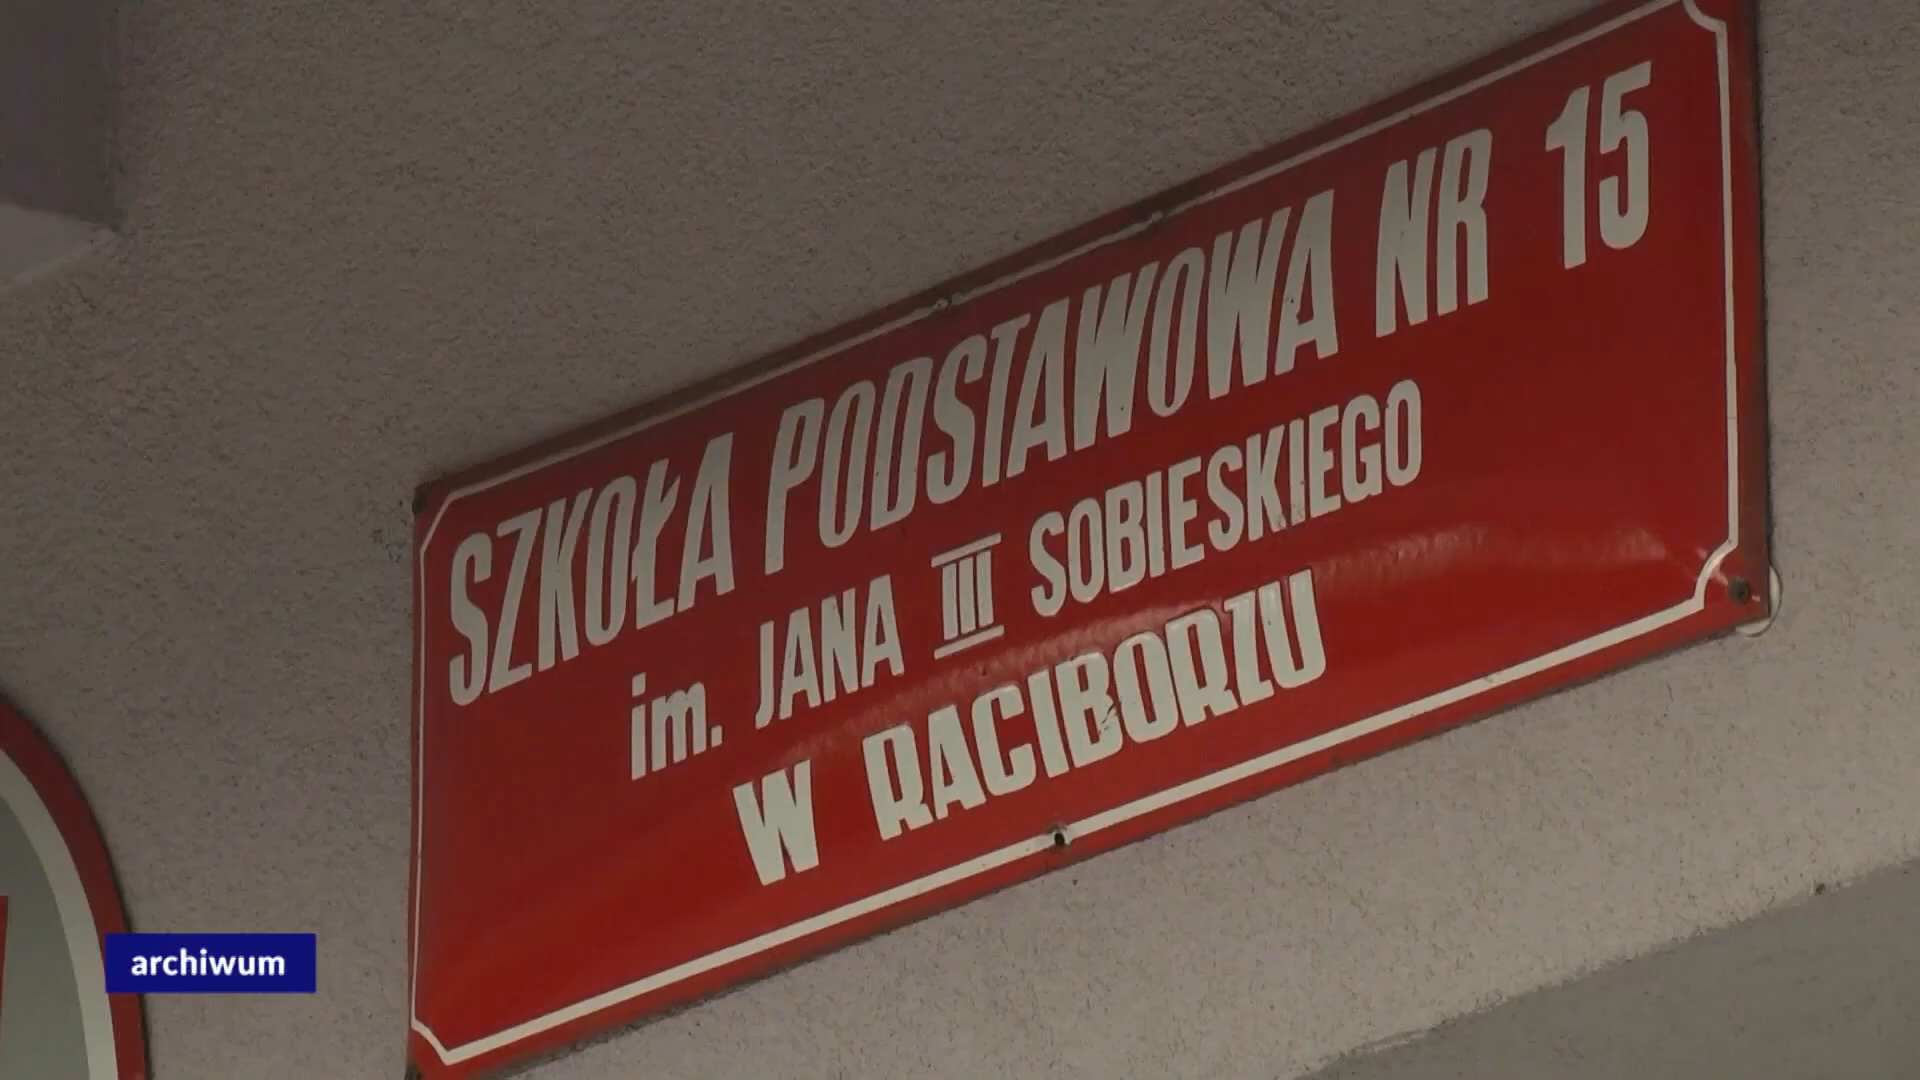 SZKOŁA PODSTAWOWA NR 15
im. JANA III SOBIESKIEGO
W RACIBORZU
archiwum